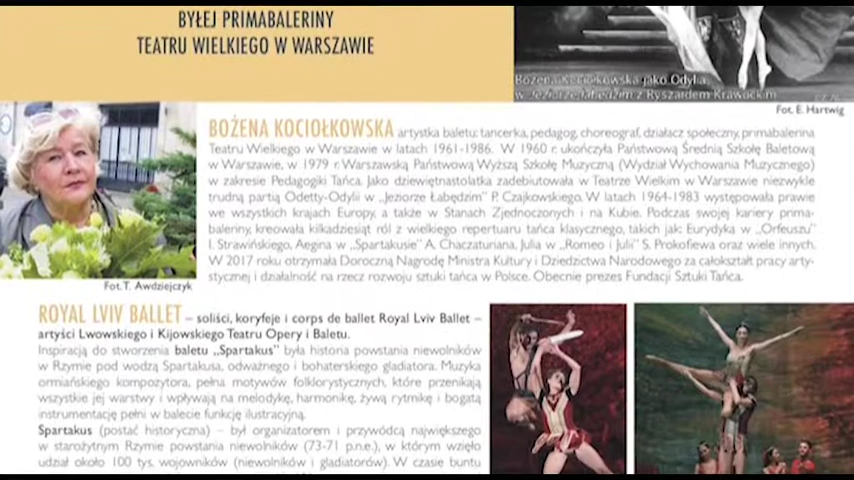 BYŁEJ PRIMABALERINY
TEATRU WIELKIEGO W WARSZAWIE
Bożena Kociołkowska jako Odylia,
w Jeziorze łabędzim z Ryszardem Krawuckim
Fot. E. Hartwig
BOŻENA KOCIOŁKOWSKA artystka baletu: tancerka, pedagog, choreograf, działacz społeczny, primabalerina
Teatru Wielkiego w Warszawie w latach 1961-1986. W 1960 r. ukończyła Państwową Średnią Szkołę Baletową
w Warszawie, w 1979 r. Warszawską Państwową Wyższą Szkołę Muzyczną (Wydział Wychowania Muzycznego)
w zakresie Pedagogiki Tańca. Jako dziewiętnastolatka zadebiutowała w Teatrze Wielkim w Warszawie niezwykle
trudną partią Odetty-Odylii w „Jeziorze Łabędzim" P. Czajkowskiego. W latach 1964-1983 występowała prawie
we wszystkich krajach Europy, a także w Stanach Zjednoczonych i na Kubie. Podczas swojej kariery prima-
baleriny, kreowała kilkadziesiąt ról z wielkiego repertuaru tańca klasycznego, takich jak: Eurydyka w „Orfeuszu"
I. Strawińskiego, Aegina w „Spartakusie" A. Chaczaturiana, Julia w „Romeo i Julii" S. Prokofiewa oraz wiele innych.
W 2017 roku otrzymała Doroczną Nagrodę Ministra Kultury i Dziedzictwa Narodowego za całokształt pracy arty-
stycznej i działalność na rzecz rozwoju sztuki tańca w Polsce. Obecnie prezes Fundacji Sztuki Tańca.
Fot. T. Awdziejczyk
ROYAL LVIV BALLET – soliści, koryfeje i corps de ballet Royal Lviv Ballet –
artyści Lwowskiego i Kijowskiego Teatru Opery i Baletu.
Inspiracją do stworzenia baletu „Spartakus" była historia powstania niewolników
w Rzymie pod wodzą Spartakusa, odważnego i bohaterskiego gladiatora. Muzyka
ormiańskiego kompozytora, pełna motywów folklorystycznych, które przenikają
wszystkie jej warstwy i wpływają na melodykę, harmonikę, żywą rytmikę i bogatą
instrumentację pełni w balecie funkcję ilustracyjną.
Spartakus (postać historyczna) – był organizatorem i przywódcą największego
w starożytnym Rzymie powstania niewolników (73-71 p.n.e.), w którym wzięło
udział około 100 tys. wojowników (niewolników i gladiatorów). W czasie buntu